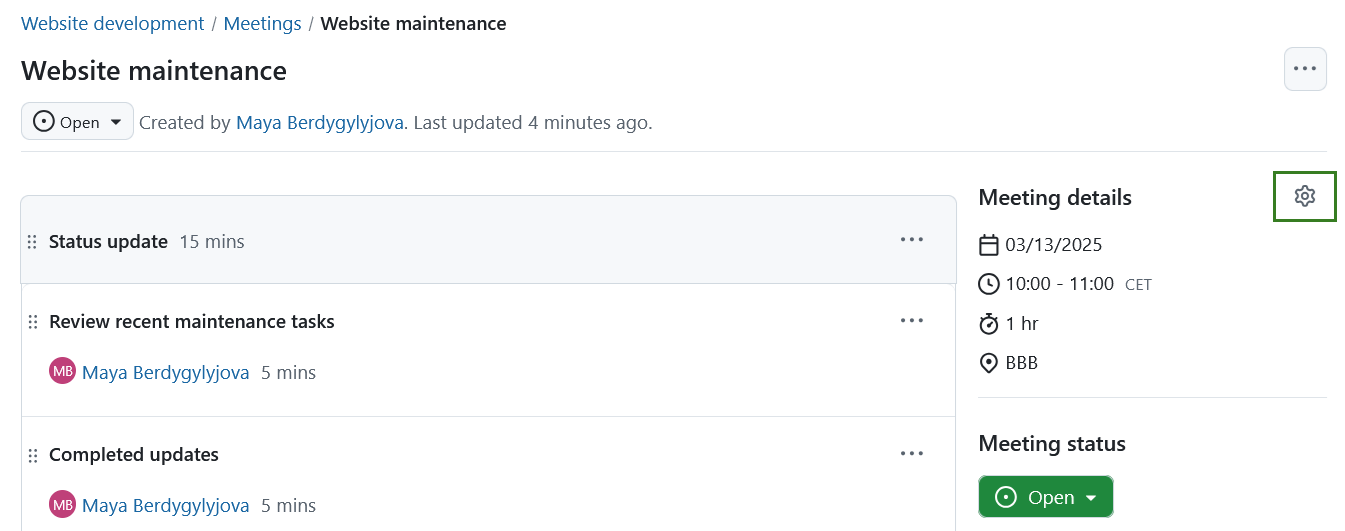 Website development / Meetings / Website maintenance
Website maintenance
Open Created by Maya Berdygylyjova. Last updated 4 minutes ago.
Status update 15 mins
Review recent maintenance tasks
MB Maya Berdygylyjova 5 mins
Completed updates
MB Maya Berdygylyjova 5 mins
Meeting details
03/13/2025
10:00 - 11:00 CET
1 hr
BBB
Meeting status
Open